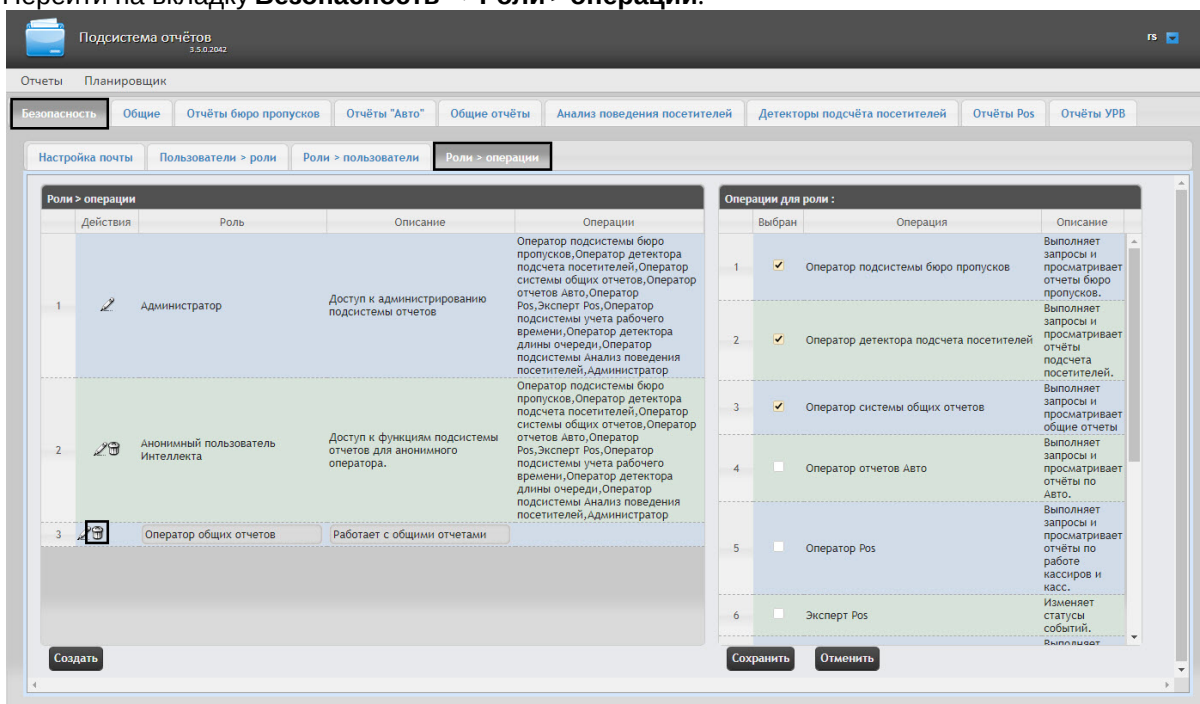 Перейти на вкладку Безопасность -> Роли> операции.
Подсистема отчётов
3.5.0.2042
rs
Отчеты Планировщик
Безопасность Общие Отчёты бюро пропусков Отчёты "Авто" Общие отчёты Анализ поведения посетителей Детекторы подсчёта посетителей Отчёты Pos Отчёты УРВ
Настройка почты Пользователи > роли Роли > пользователи Роли > операции
Роли > операции
Действия Роль Описание Операции
1 Администратор
Доступ к администрированию
подсистемы отчетов
Оператор подсистемы бюро
пропусков,Оператор детектора
подсчета посетителей,Оператор
системы общих отчетов,Оператор
отчетов Авто,Оператор
Pos,Эксперт Pos,Оператор
подсистемы учета рабочего
времени,Оператор детектора
длины очереди,Оператор
подсистемы Анализ поведения
посетителей,Администратор
2 Анонимный пользователь
Интеллекта
Доступ к функциям подсистемы
отчетов для анонимного
оператора.
Оператор подсистемы бюро
пропусков,Оператор детектора
подсчета посетителей,Оператор
системы общих отчетов,Оператор
отчетов Авто,Оператор
Pos,Эксперт Pos,Оператор
подсистемы учета рабочего
времени,Оператор детектора
длины очереди,Оператор
подсистемы Анализ поведения
посетителей,Администратор
3 Оператор общих отчетов Работает с общими отчетами
Создать
Операции для роли :
Выбран Операция Описание
1 Оператор подсистемы бюро пропусков
Выполняет
запросы и
просматривает
отчеты бюро
пропусков.
2 Оператор детектора подсчета посетителей
Выполняет
запросы и
просматривает
отчёты
подсчета
посетителей.
3 Оператор системы общих отчетов
Выполняет
запросы и
просматривает
общие отчеты
4 Оператор отчетов Авто
Выполняет
запросы и
просматривает
отчёты по
Авто.
5 Оператор Pos
Выполняет
запросы и
просматривает
отчёты по
работе
кассиров и
касс.
6 Эксперт Pos
Изменяет
статусы
событий.
Выполняет
Сохранить Отменить